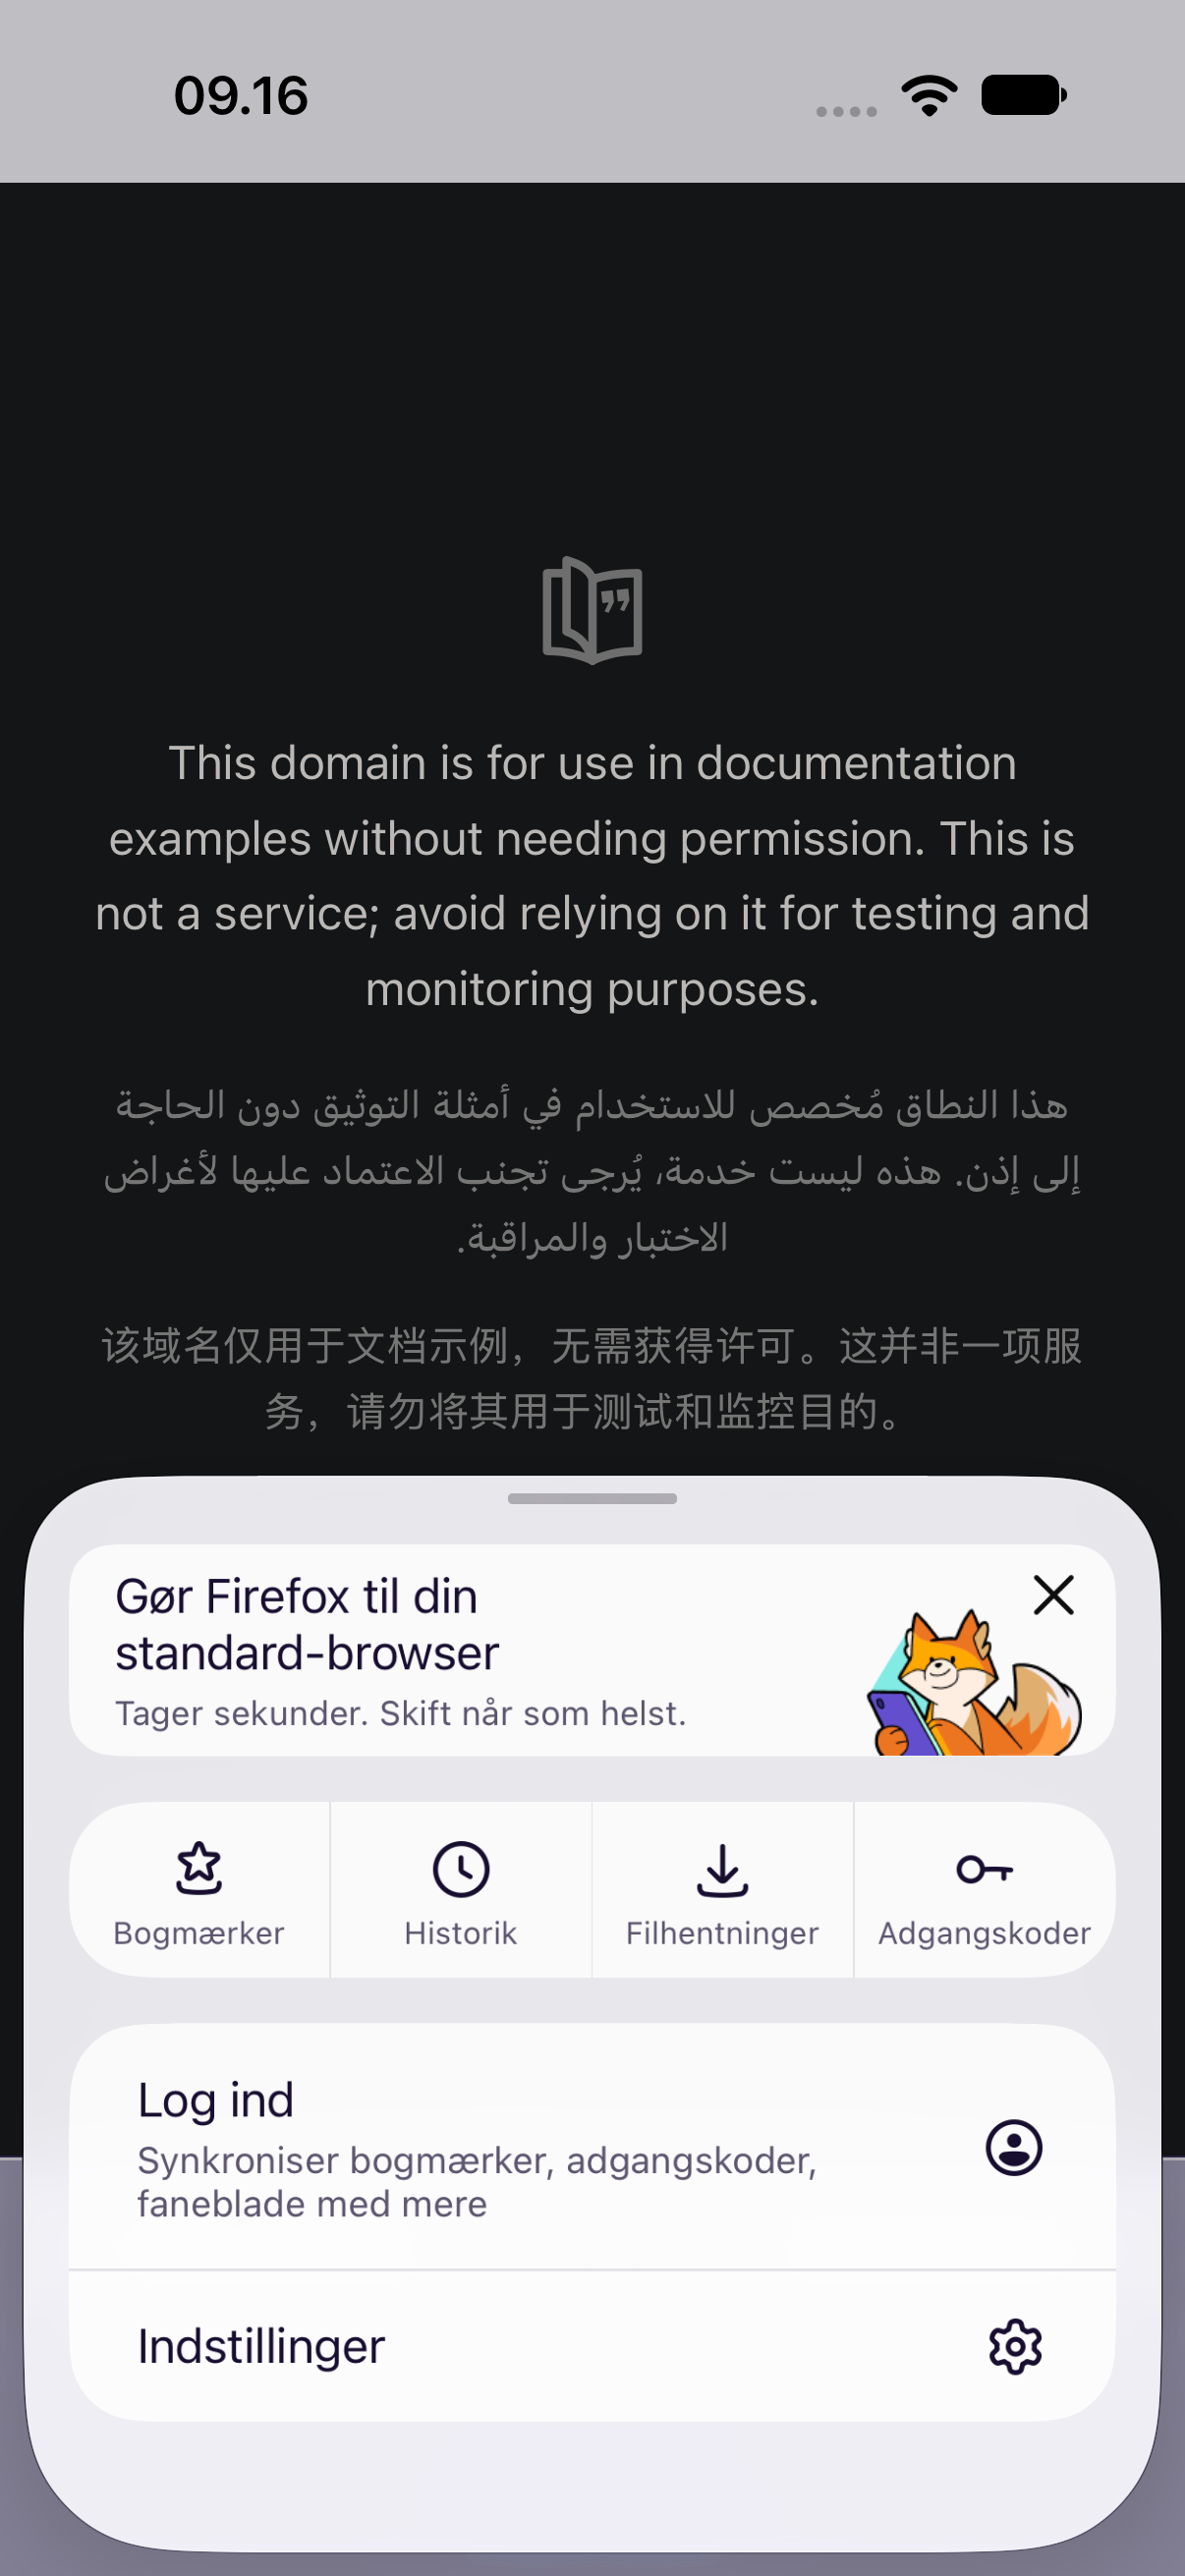 09.16
This domain is for use in documentation
examples without needing permission. This is
not a service; avoid relying on it for testing and
monitoring purposes.
هذا النطاق مُخصص للاستخدام في أمثلة التوثيق دون الحاجة
إلى إذن. هذه ليست خدمة، يُرجى تجنب الاعتماد عليها لأغراض
الاختبار والمراقبة.
该域名仅用于文档示例，无需获得许可。这并非一项服
务，请勿将其用于测试和监控目的。
Gør Firefox til din
standard-browser
Tager sekunder. Skift når som helst.
Bogmærker
Historik
Filhentninger
Adgangskoder
Log ind
Synkroniser bogmærker, adgangskoder,
faneblade med mere
Indstillinger